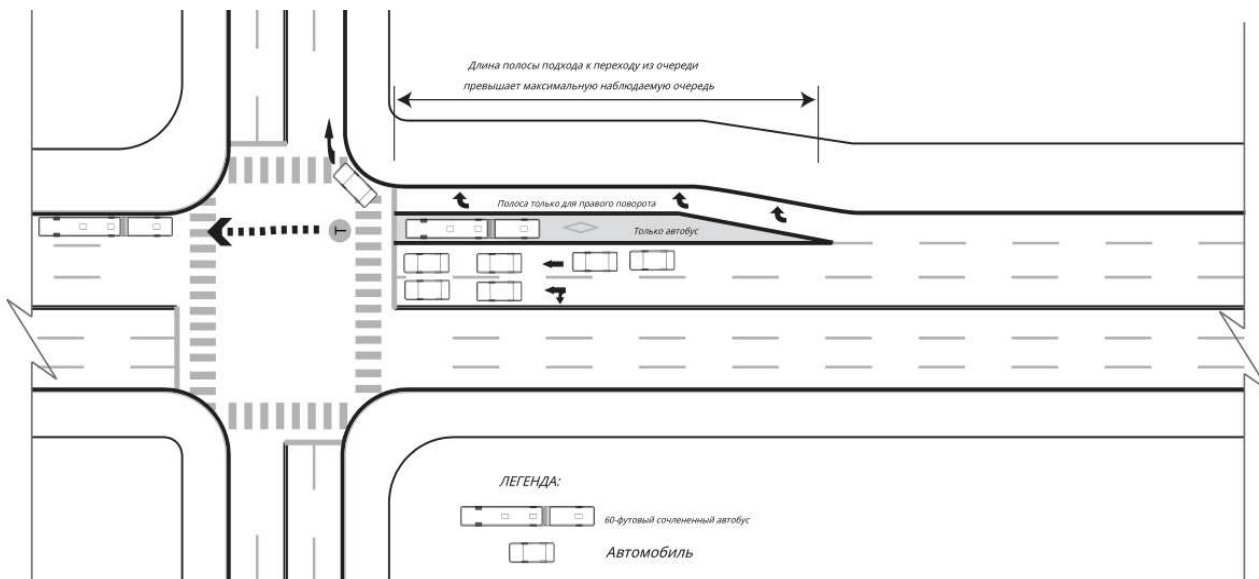 Длина полосы подхода к переходу из очереди
превышает максимальную наблюдаемую очередь
Полоса только для правого поворота
T
Только автобус
ЛЕГЕНДА:
60-футовый сочлененный автобус
Автомобиль